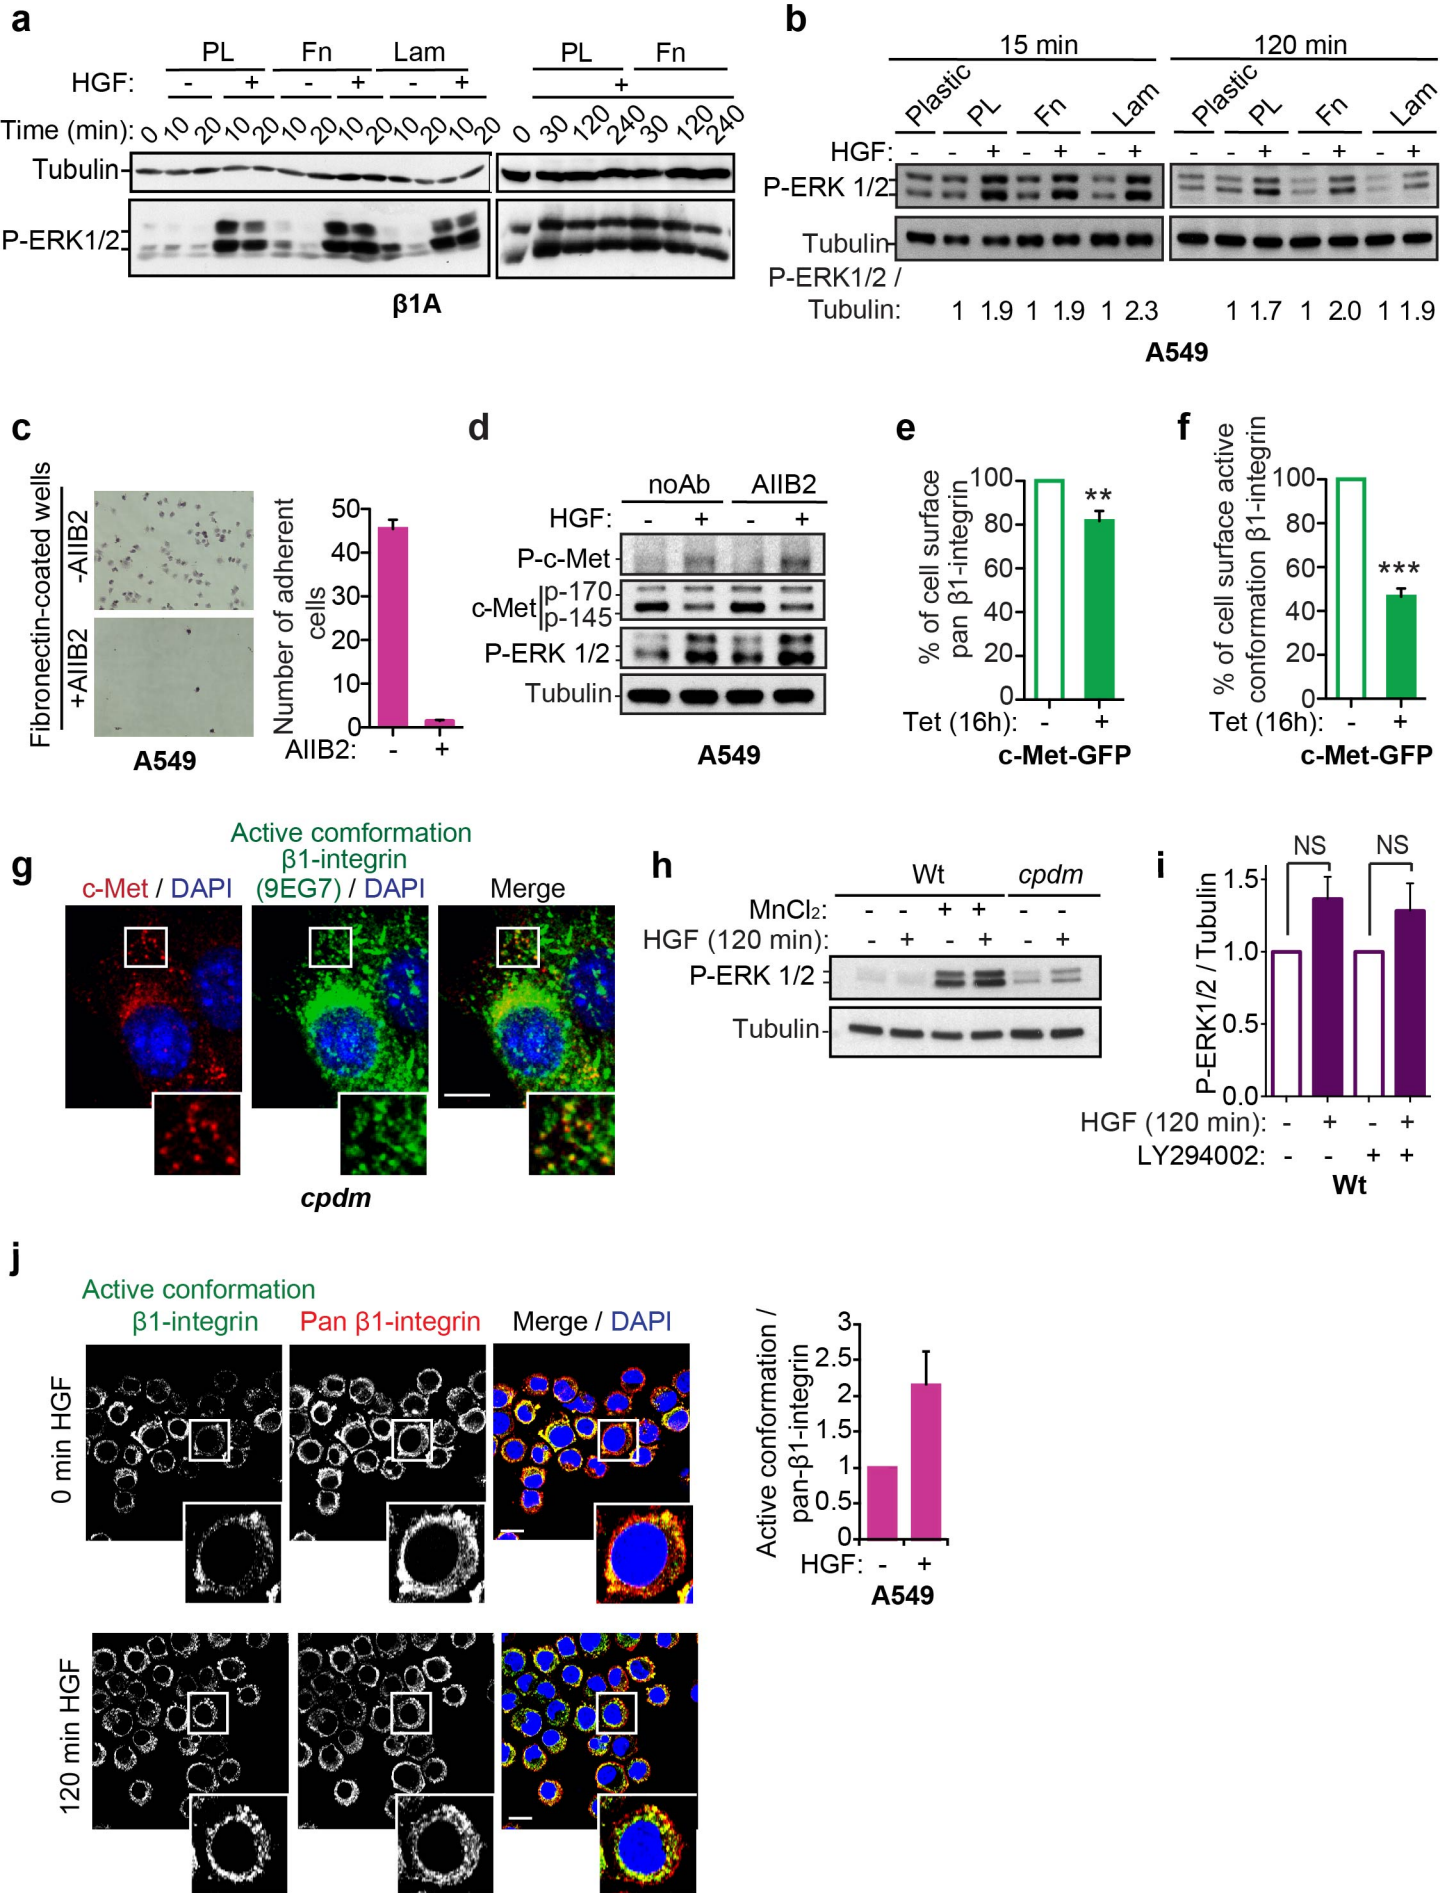 a
PL Fn Lam PL Fn
HGF: - + - + - + +
Time (min): 0 10 20 10 20 10 20 10 20 10 20 10 20 0 30 120 240 30 120 240
Tubulin
P-ERK1/2
β1A
b
15 min 120 min
Plastic PL Fn Lam Plastic PL Fn Lam
HGF: - - + - + - + - - + - + - +
P-ERK 1/2
Tubulin
P-ERK1/2 /
Tubulin: 1 1.9 1 1.9 1 2.3 1 1.7 1 2.0 1 1.9
A549
c
Fibronectin-coated wells
-AIIB2
+AIIB2
A549
Number of adherent
cells
50
40
30
20
10
0
AIIB2: - +
d
noAb AIIB2
HGF: - + - +
P-c-Met
c-Met p-170
p-145
P-ERK 1/2
Tubulin
A549
e
% of cell surface
pan β1-integrin
100
80
60
40
20
0
**
Tet (16h): - +
c-Met-GFP
f
% of cell surface active
conformation β1-integrin
100
80
60
40
20
0
***
Tet (16h): - +
c-Met-GFP
g
Active comformation
β1-integrin
c-Met / DAPI (9EG7) / DAPI Merge
cpdm
h
Wt cpdm
MnCl2: - - + + - -
HGF (120 min): - + - + - +
P-ERK 1/2
Tubulin
i
NS NS
P-ERK1/2 / Tubulin
1.5
1.0
0.5
0.0
HGF (120 min): - + - +
LY294002: - - + +
Wt
j
Active conformation
β1-integrin Pan β1-integrin Merge / DAPI
0 min HGF
120 min HGF
Active conformation /
pan-β1-integrin
3
2.5
2
1.5
1
0.5
0
HGF: - +
A549